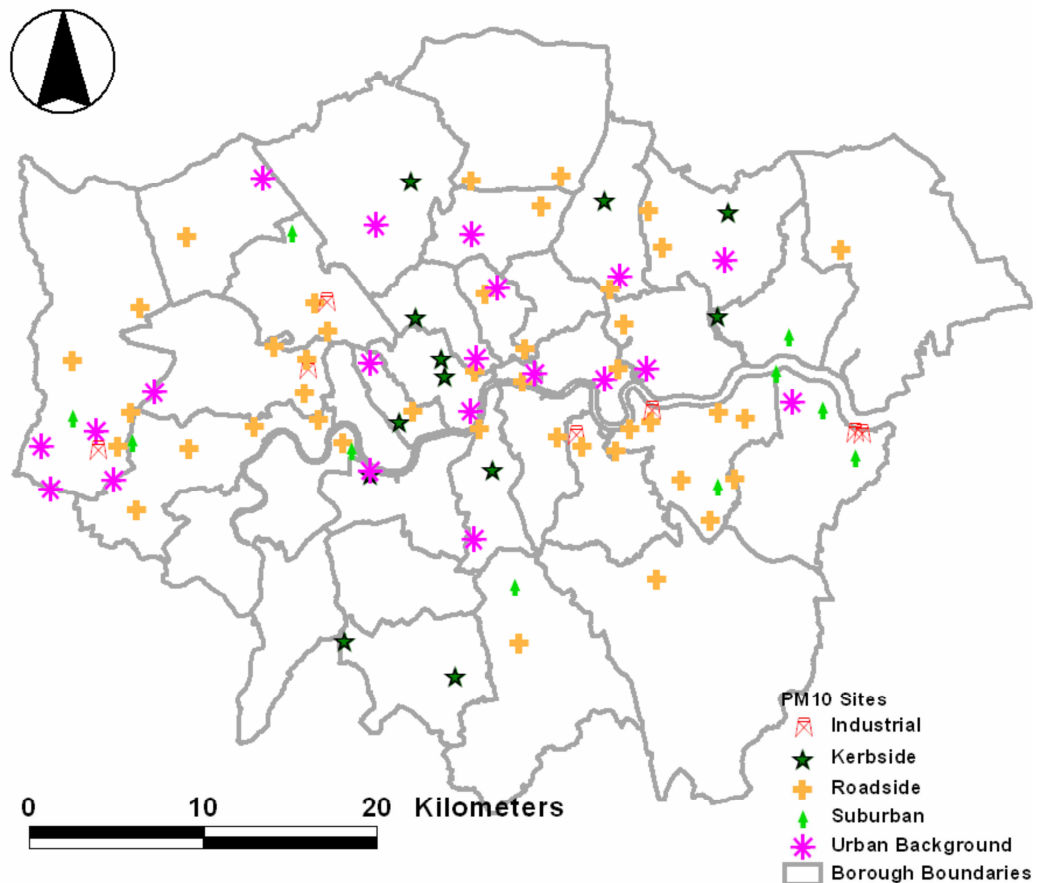 PM10 Sites
Industrial
Kerbside
Roadside
Suburban
Urban Background
Borough Boundaries
0 10 20 Kilometers